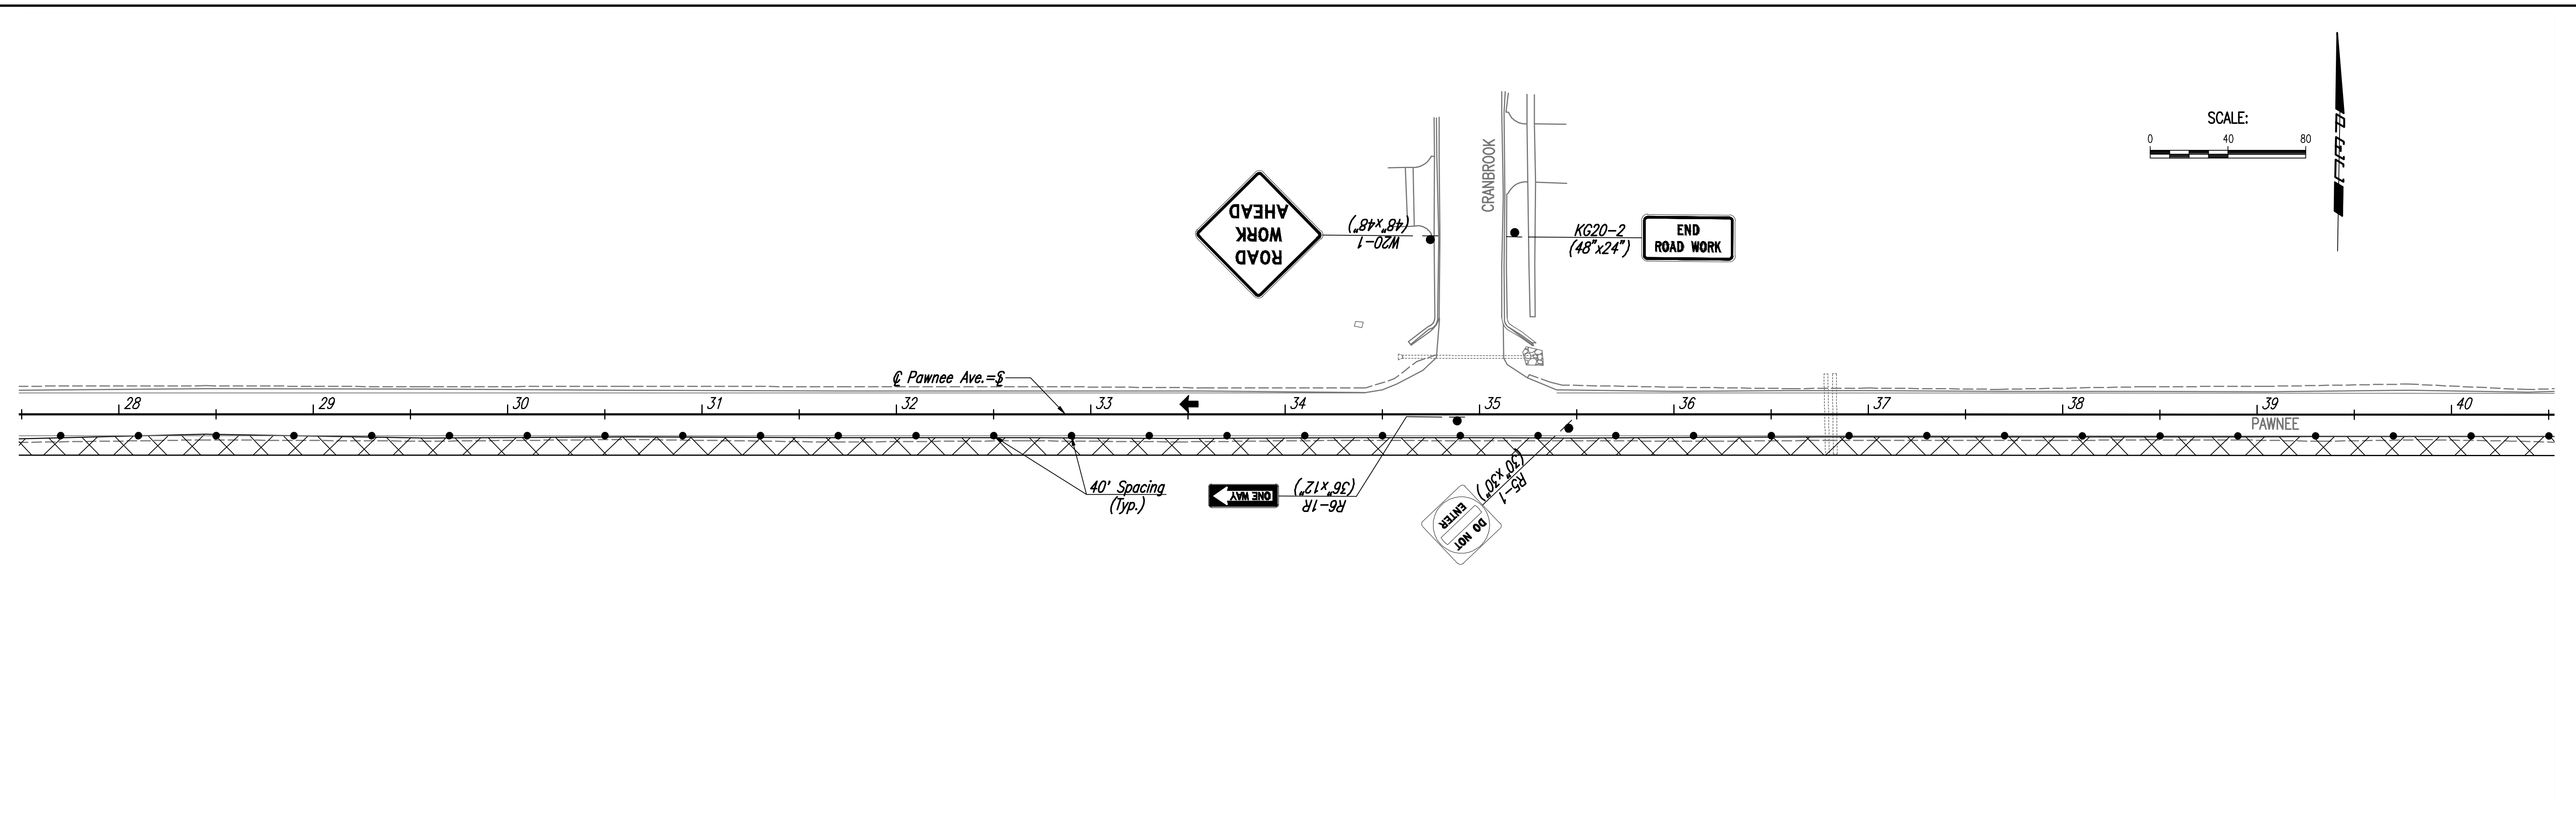 SCALE:
0 40 80
CRANBROOK
ROAD
WORK
AHEAD
W20-1
(48"x48")
KG20-2
(48"x24")
END
ROAD WORK
℄ Pawnee Ave.=
28 29 30 31 32 33 34 35 36 37 38 39 40
PAWNEE
40' Spacing
(Typ.)
ONE WAY
R6-1R
(36"x12")
R5-1
(30"x30")
DO NOT
ENTER